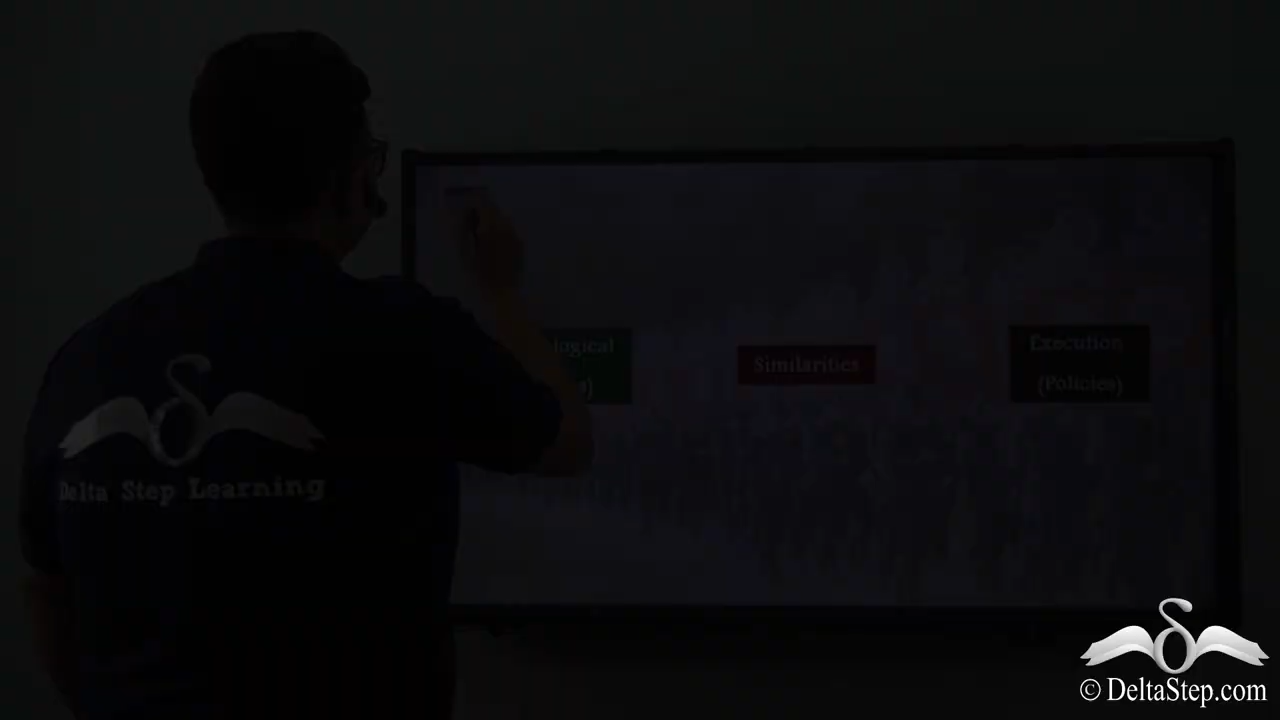 Similarities
Execution
(Policies)
Delta Step Learning
© DeltaStep.com